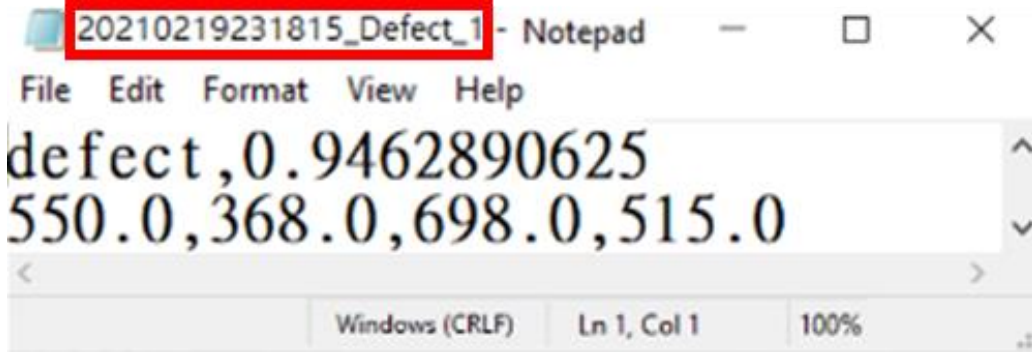 20210219231815_Defect_1 - Notepad
File Edit Format View Help
defect,0.9462890625
550.0,368.0,698.0,515.0
Windows (CRLF) Ln 1, Col 1 100%